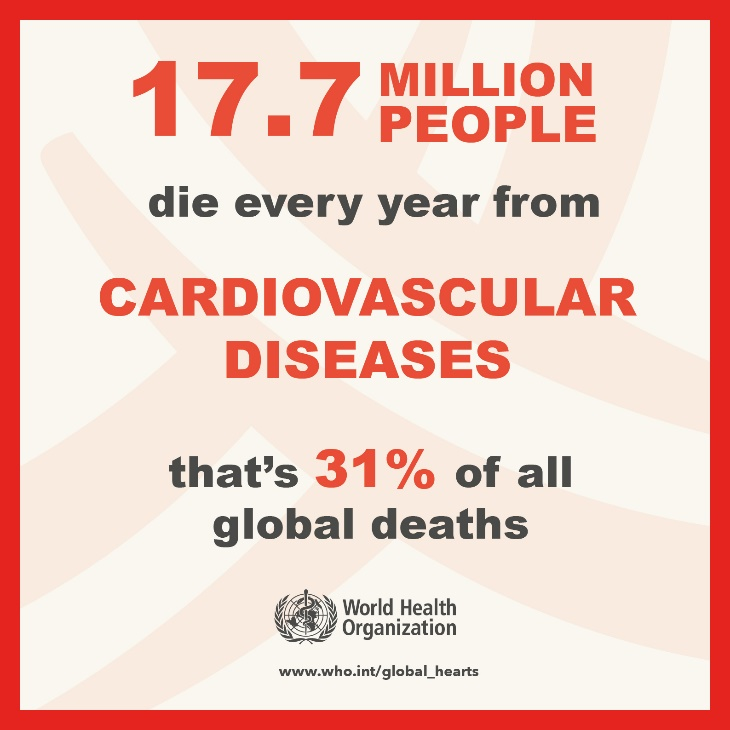 17.7 MILLION PEOPLE
die every year from
CARDIOVASCULAR
DISEASES
that's 31% of all
global deaths
World Health
Organization
www.who.int/global_hearts